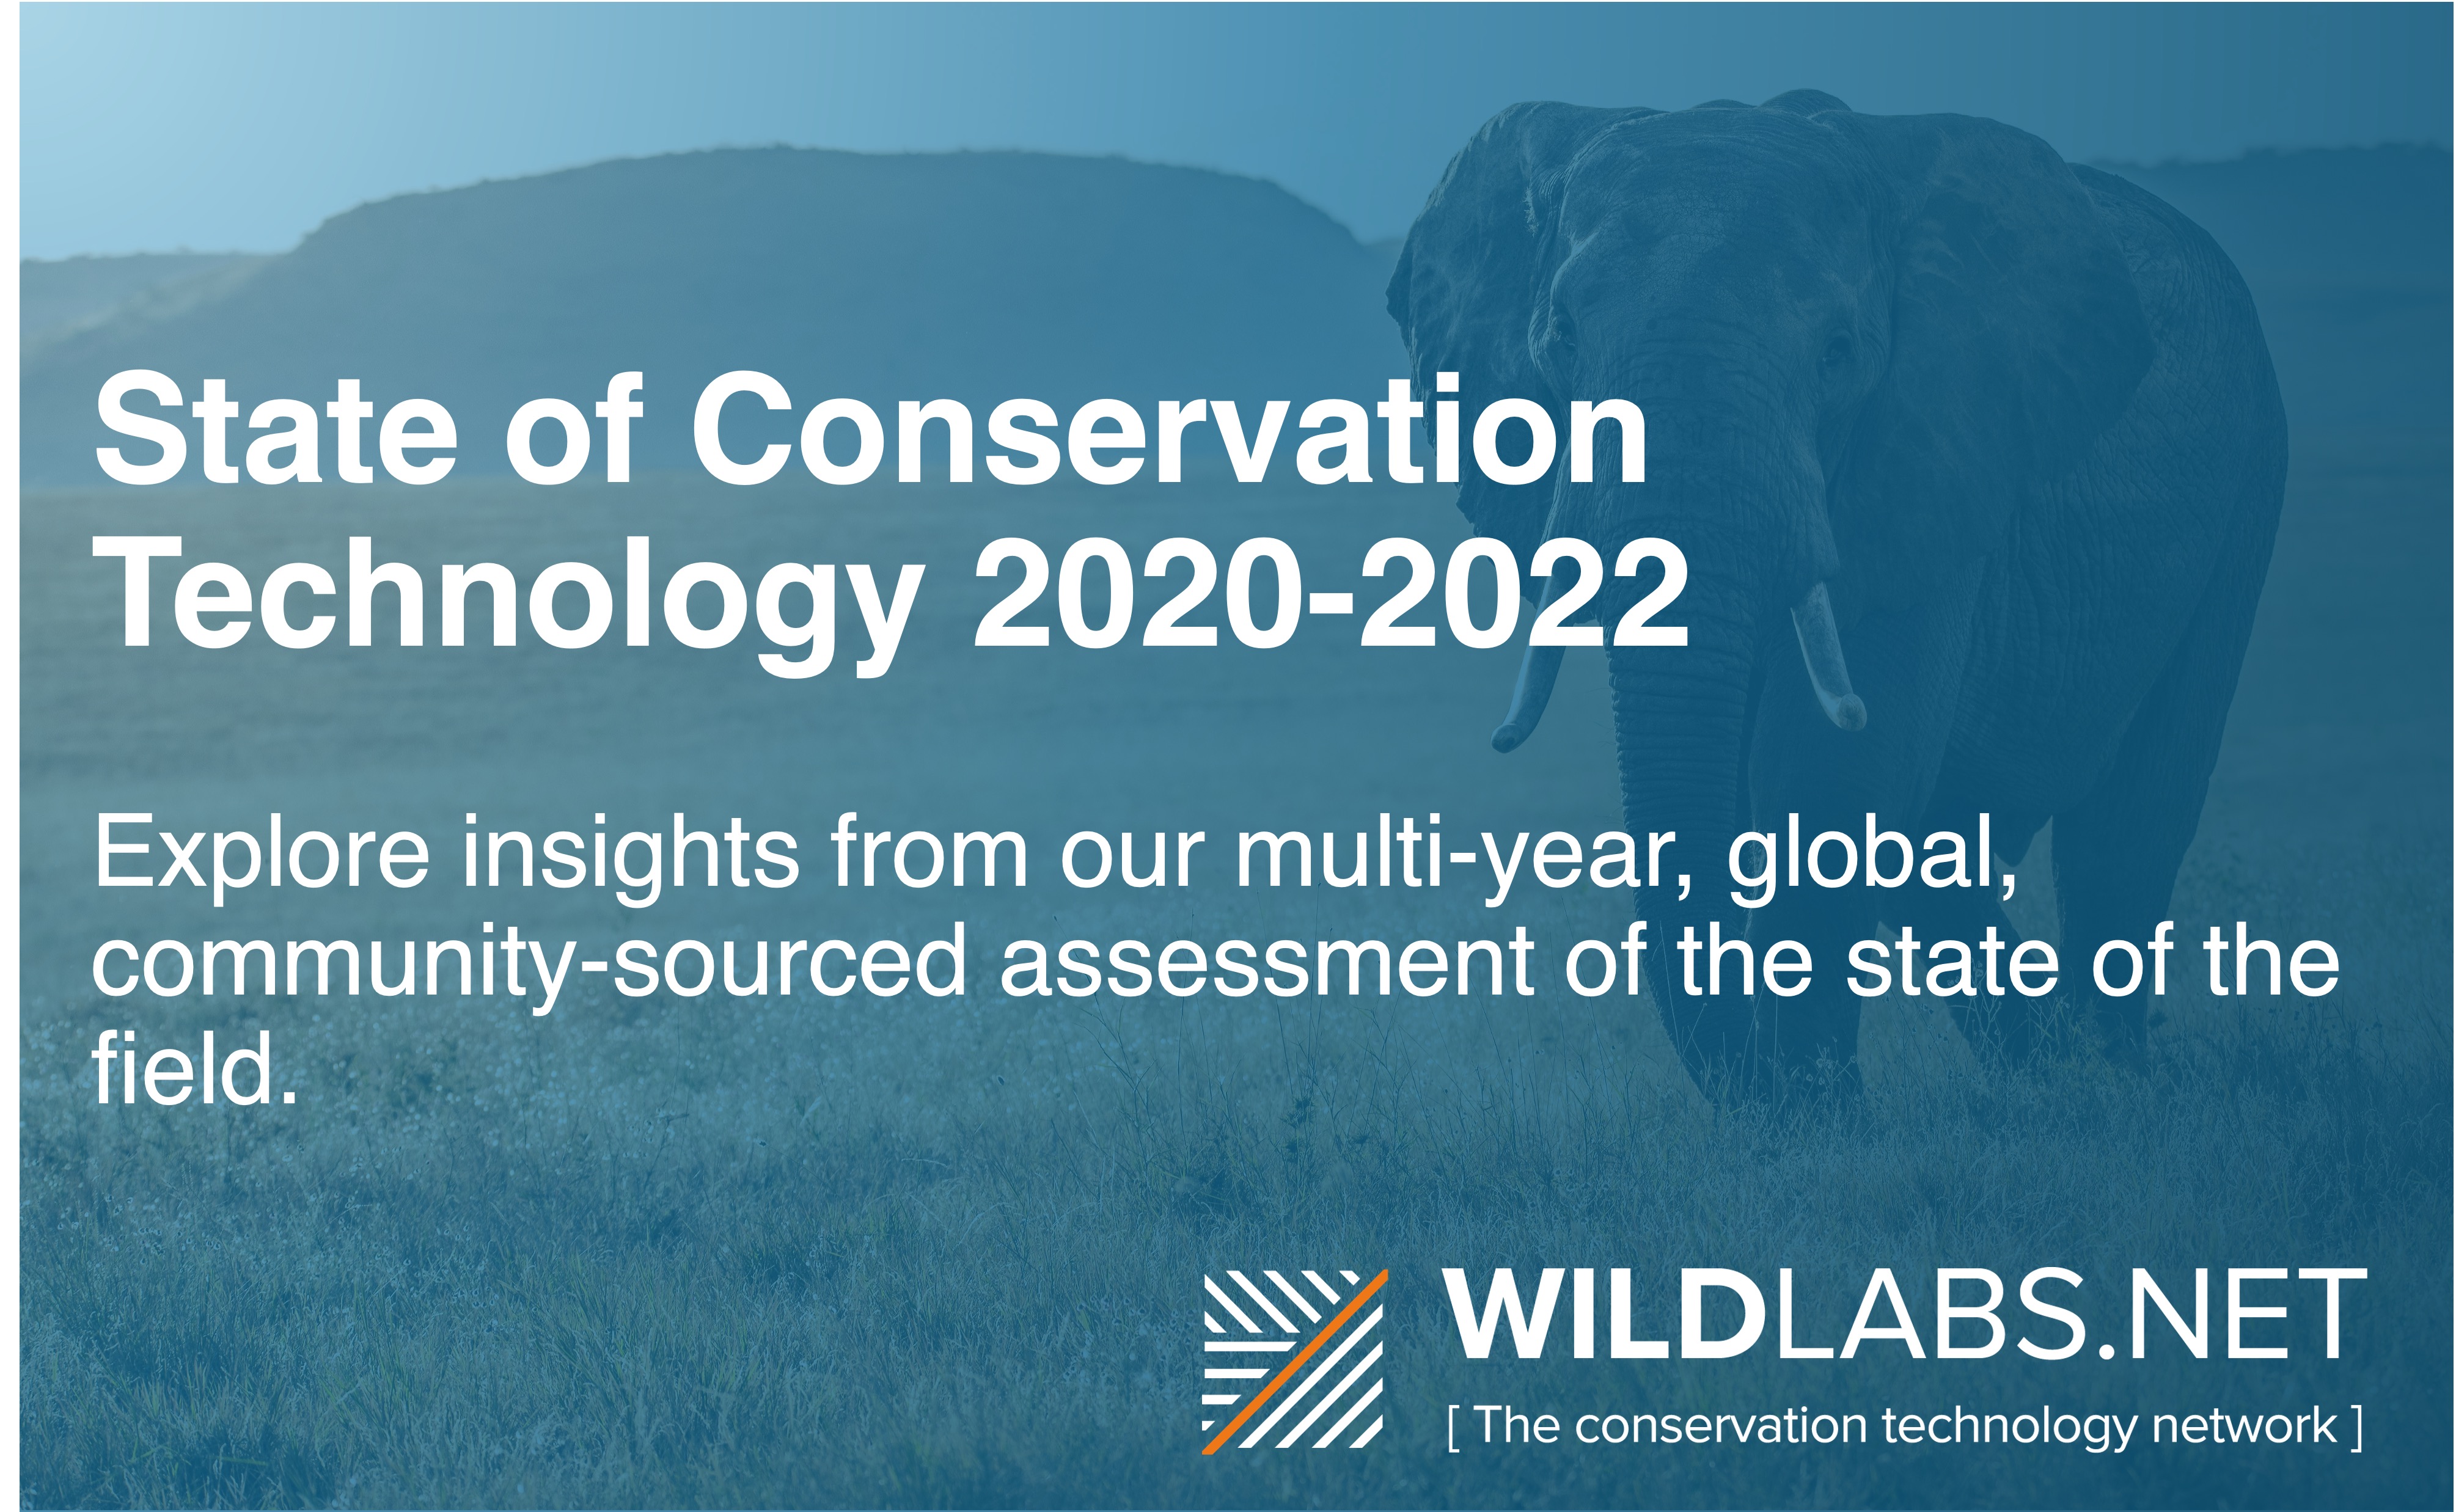 State of Conservation
Technology 2020-2022
Explore insights from our multi-year, global,
community-sourced assessment of the state of the
field.
WILDLABS.NET
[ The conservation technology network ]